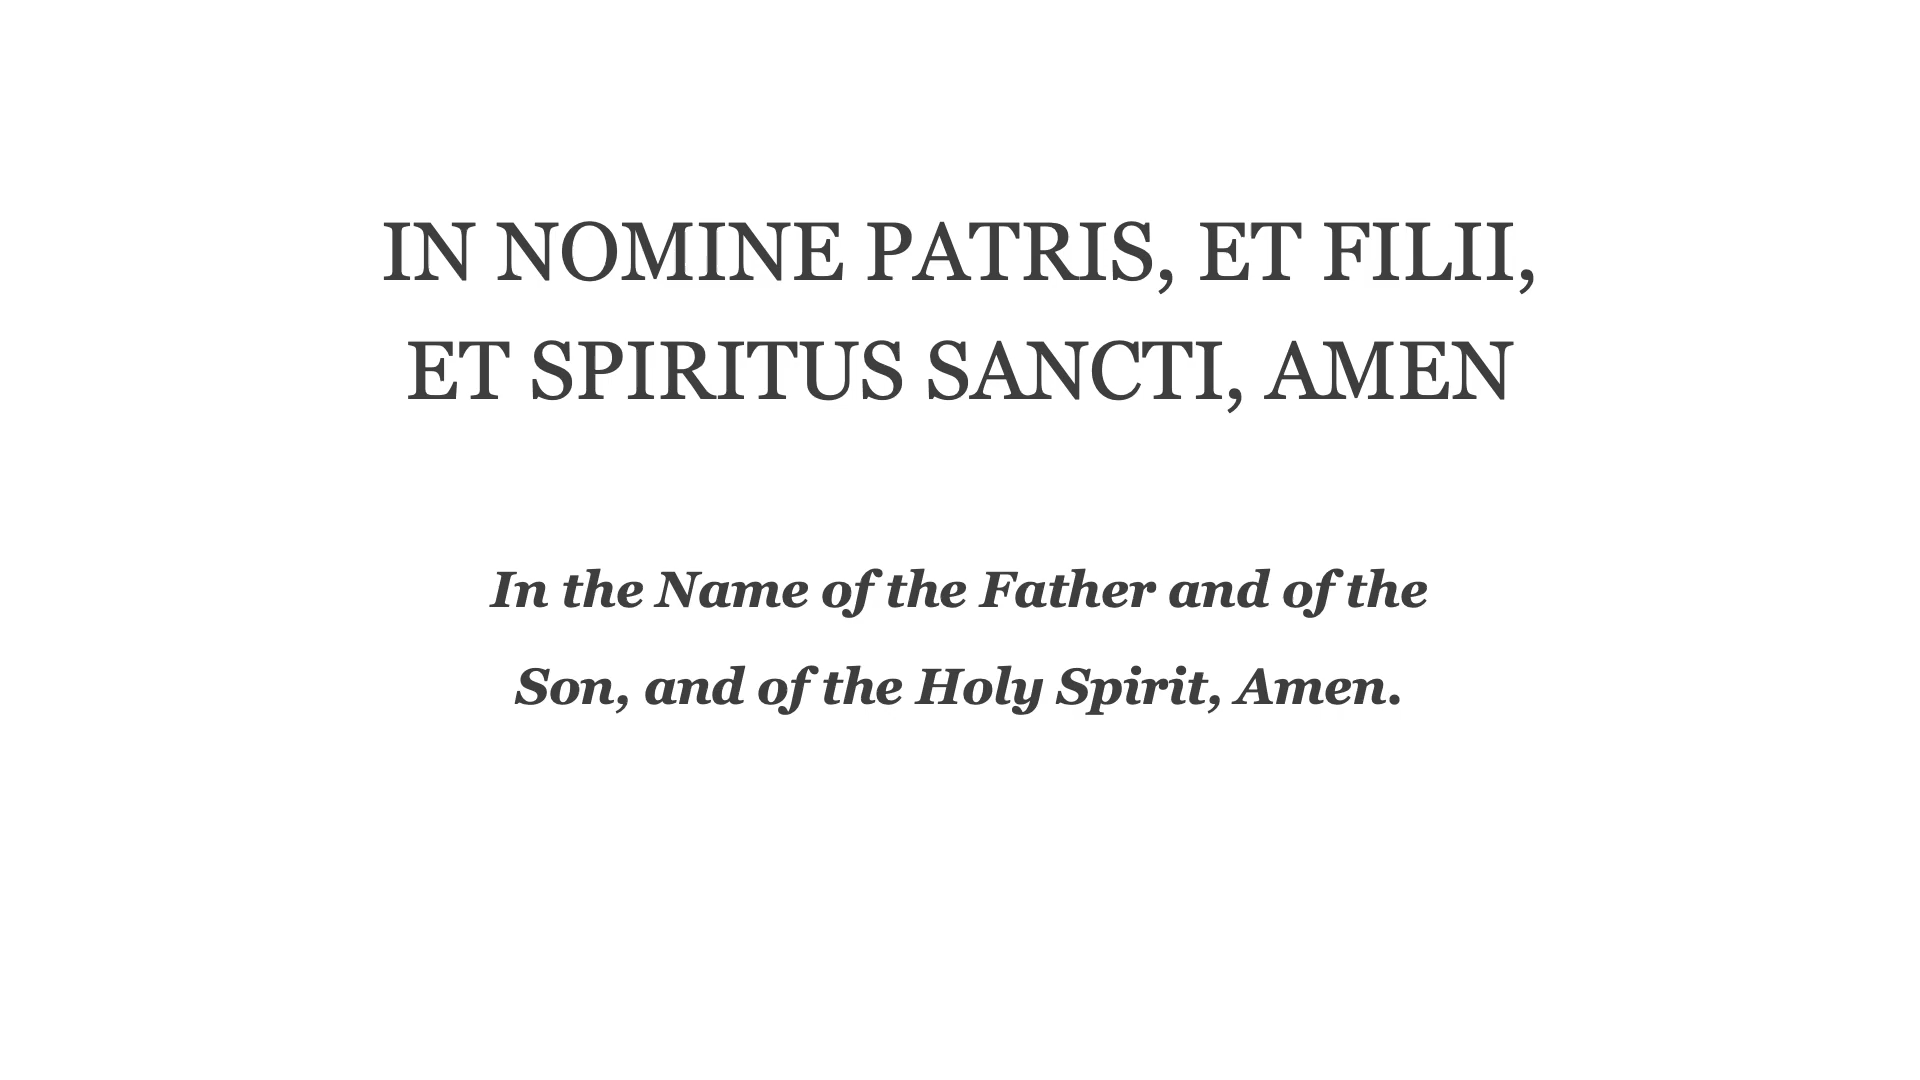 IN NOMINE PATRIS, ET FILII,
ET SPIRITUS SANCTI, AMEN
In the Name of the Father and of the
Son, and of the Holy Spirit, Amen.